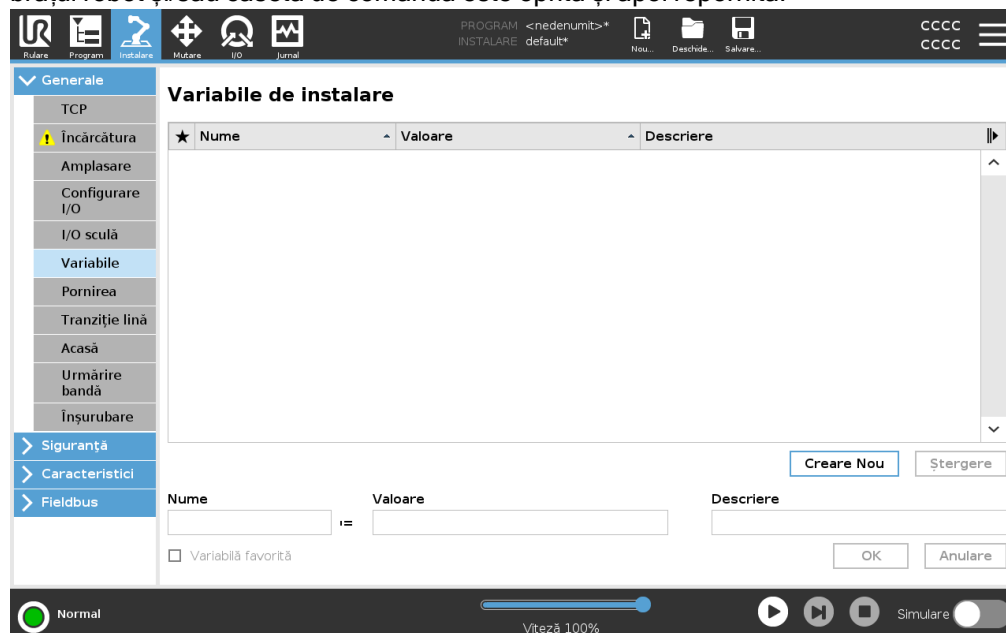 Rulare Program Instalare Mutare I/O Jurnal
PROGRAM <nedenumit>*
INSTALARE default*
Nou... Deschide... Salvare...
CCCC
CCCC
Generale
TCP
Încărcătura
Amplasare
Configurare
I/O
I/O sculă
Variabile
Pornirea
Tranziție lină
Acasă
Urmărire
bandă
Înșurubare
Siguranță
Caracteristici
Fieldbus
Variabile de instalare
Nume Valoare Descriere
Creare Nou Ștergere
Nume Valoare Descriere
:=
Variabilă favorită
OK Anulare
Normal
Viteză 100%
Simulare